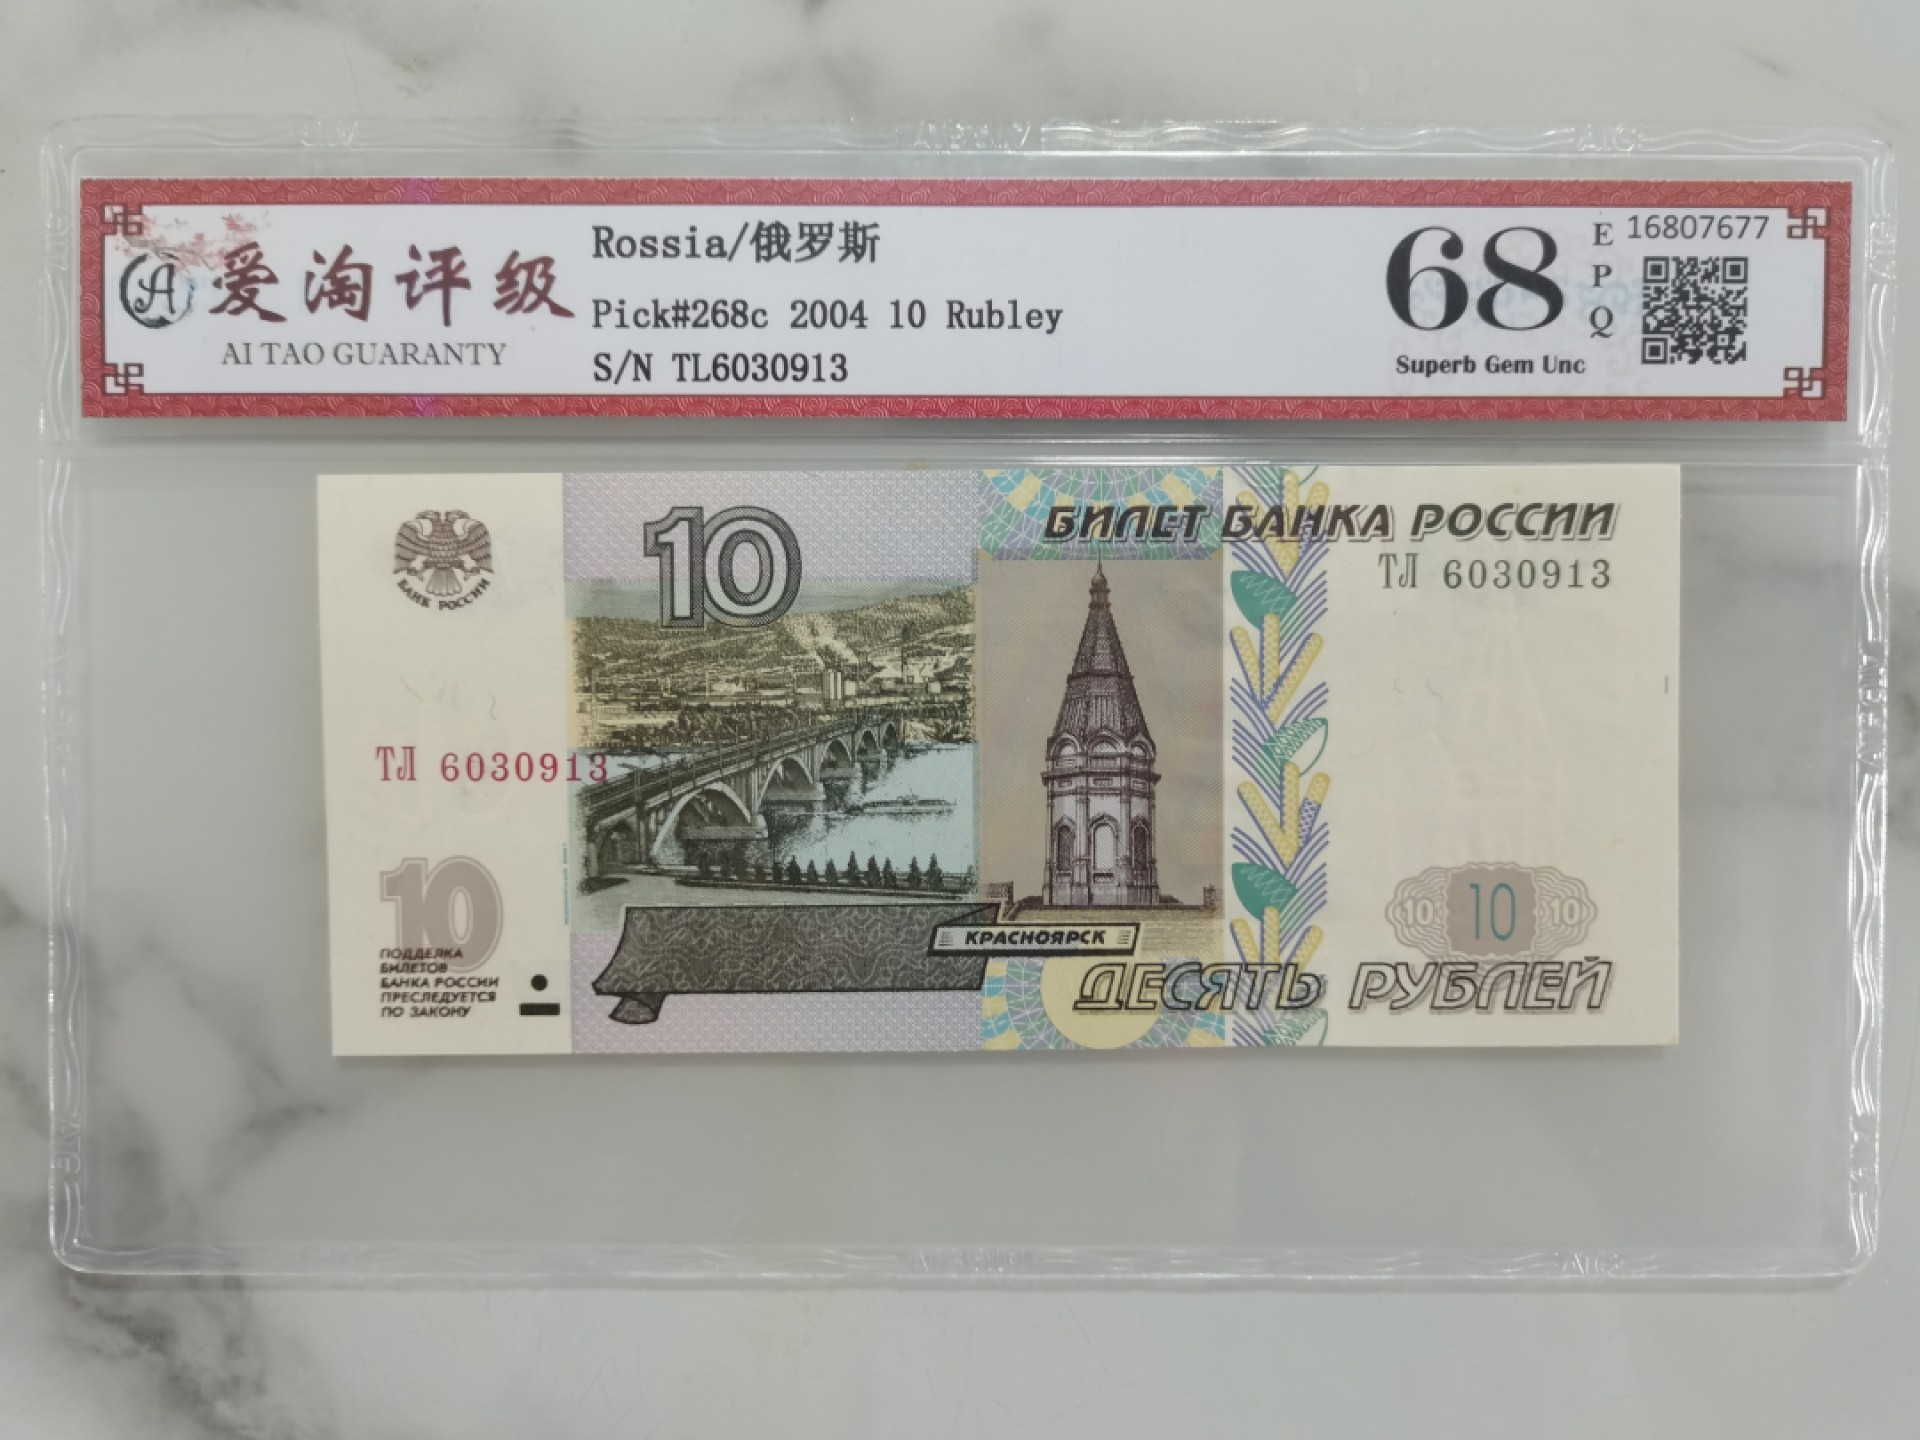 爱淘评级
AI TAO GUARANTY
Rossia/俄罗斯
Pick#268c 2004 10 Rubley
S/N TL6030913
68
EPQ
Superb Gem Unc
16807677
БАНК РОССИИ
10
БИЛЕТ БАНКА РОССИИ
ТЛ 6030913
ТЛ 6030913
10
ПОДДЕЛКА
БИЛЕТОВ
БАНКА РОССИИ
ПРЕСЛЕДУЕТСЯ
ПО ЗАКОНУ
КРАСНОЯРСК
10 10 10
ДЕСЯТЬ РУБЛЕЙ